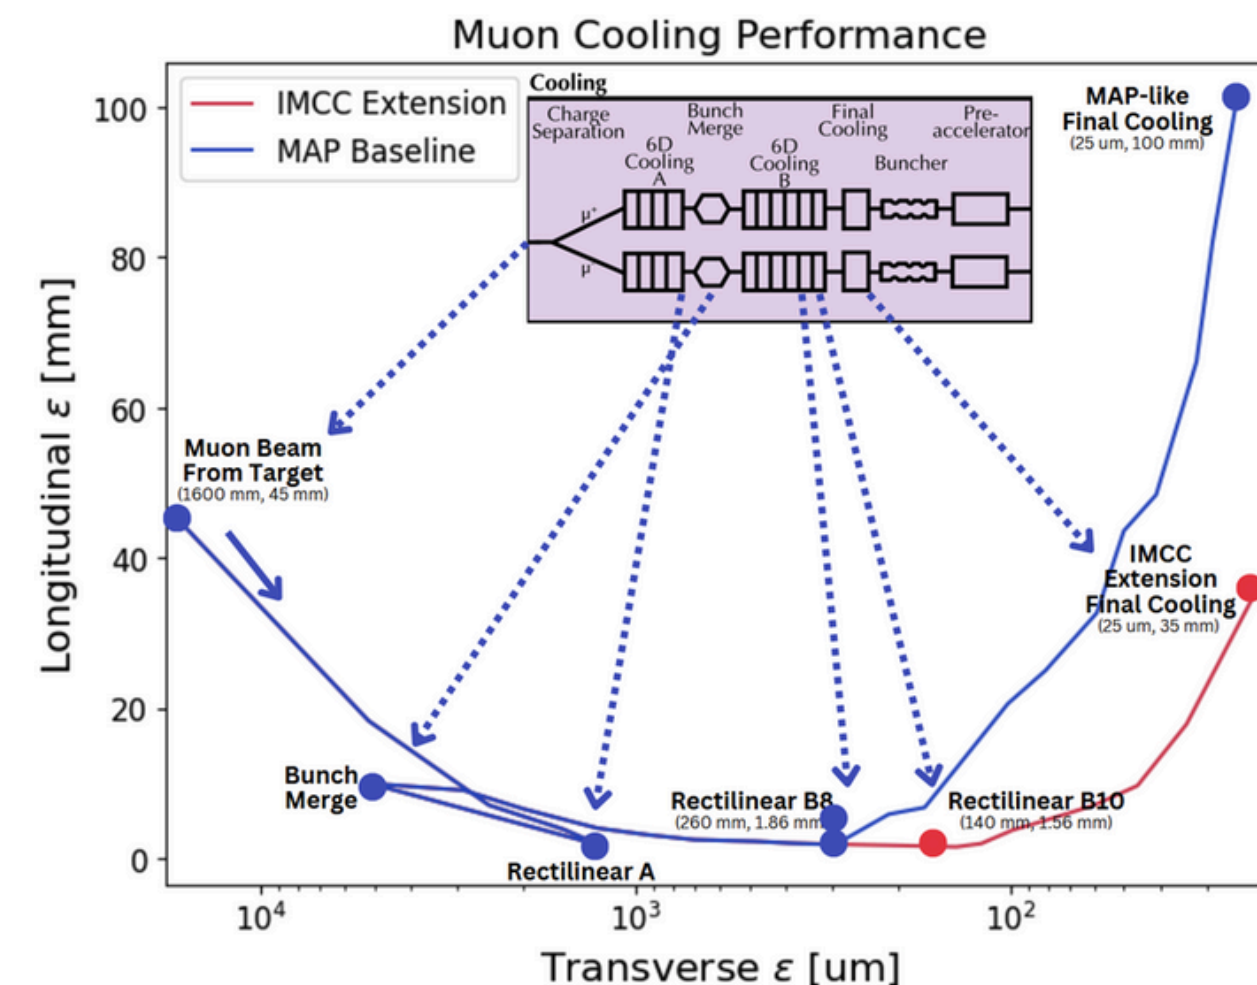 Muon Cooling Performance
IMCC Extension
MAP Baseline
Cooling
Charge
Separation
Bunch
Merge
Final
Cooling
Pre-
accelerator
6D
Cooling
A
6D
Cooling
B
Buncher
μ⁺
μ
MAP-like
Final Cooling
(25 um, 100 mm)
Muon Beam
From Target
(1600 mm, 45 mm)
IMCC
Extension
Final Cooling
(25 um, 35 mm)
Bunch
Merge
Rectilinear A
Rectilinear B8
(260 mm, 1.86 mm
Rectilinear B10
(140 mm, 1.56 mm)
Longitudinal ε [mm]
100
80
60
40
20
0
10⁴
10³
10²
Transverse ε [um]